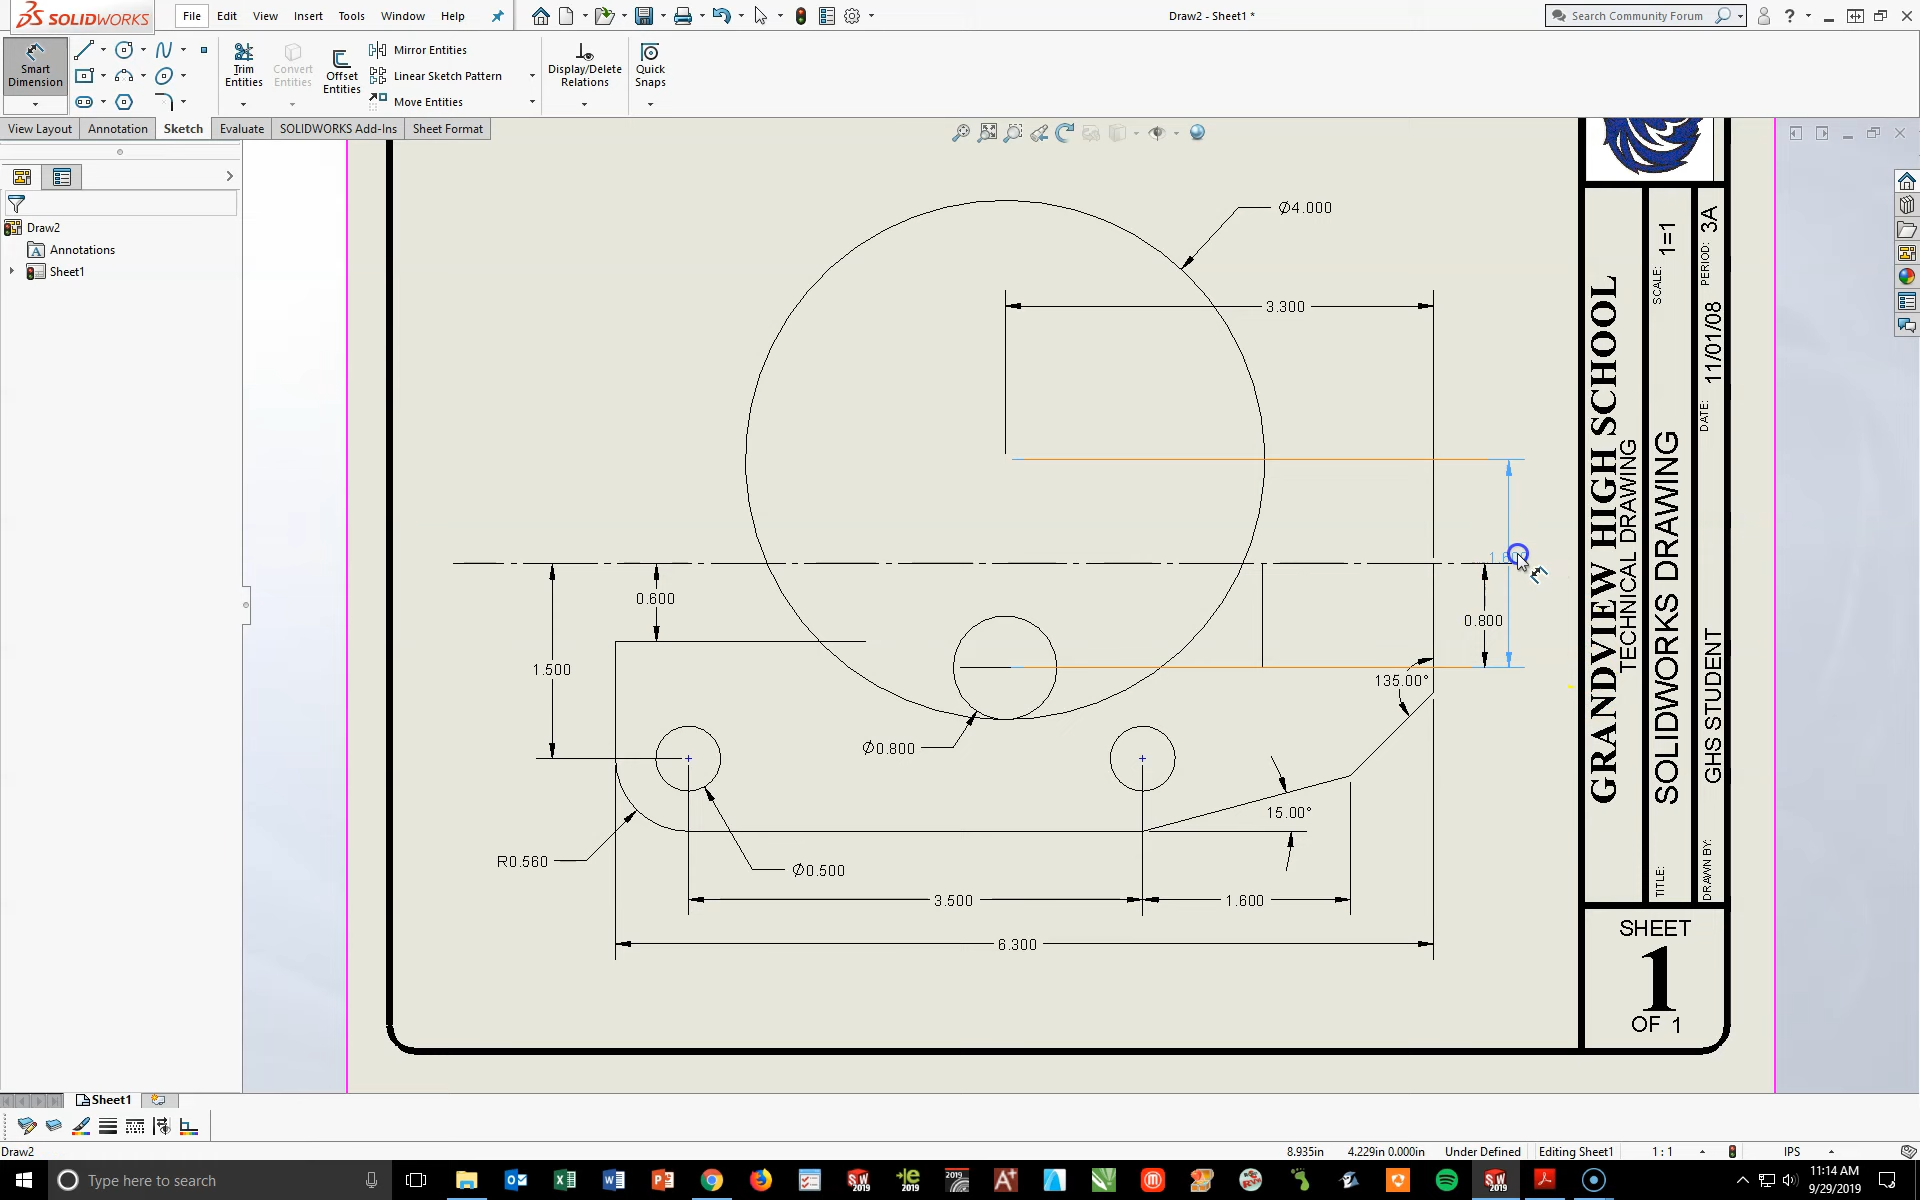 SOLIDWORKS
File Edit View Insert Tools Window Help
Draw2 - Sheet1 *
Search Community Forum
Smart Dimension
Trim Entities
Convert Entities
Offset Entities
Mirror Entities
Linear Sketch Pattern
Move Entities
Display/Delete Relations
Quick Snaps
View Layout
Annotation
Sketch
Evaluate
SOLIDWORKS Add-Ins
Sheet Format
Draw2
Annotations
Sheet1
Ø4.000
3.300
0.600
0.800
1.500
135.00°
Ø0.800
15.00°
R0.560
Ø0.500
3.500
1.600
6.300
GRANDVIEW HIGH SCHOOL
TECHNICAL DRAWING
TITLE: SOLIDWORKS DRAWING
SCALE: 1=1
DRAWN BY: GHS STUDENT
DATE: 11/01/08
PERIOD: 3A
SHEET
1
OF 1
Sheet1
Draw2
8.935in
4.229in 0.000in
Under Defined
Editing Sheet1
1 : 1
IPS
Type here to search
11:14 AM
9/29/2019